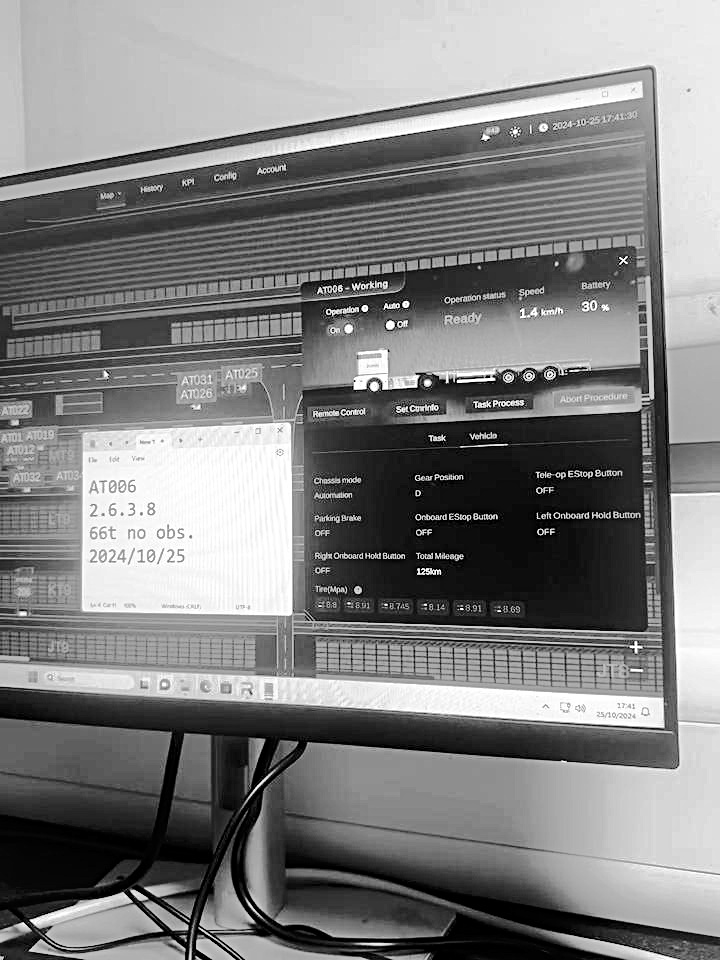 2024-10-25 17:41:30
Map History KPI Config Account
AT006 - Working
Operation Auto
On Off
Operation status Speed Battery
Ready 1.4 km/h 30 %
AT031 AT025
AT026
AT022
AT019
AT012
AT032
Remote Control Set CntrInfo Task Process Abort Procedure
Task Vehicle
File Edit View
AT006
2.6.3.8
66t no obs.
2024/10/25
100% Windows (CRLF) UTF-8
Chassis mode Gear Position Tele-op EStop Button
Automation D OFF
Parking Brake Onboard EStop Button Left Onboard Hold Button
OFF OFF OFF
Right Onboard Hold Button Total Mileage
OFF 125km
Tire(Mpa)
8.8 8.91 8.745 8.14 8.91 8.69
+
JT8 −
Search
17:41
25/10/2024